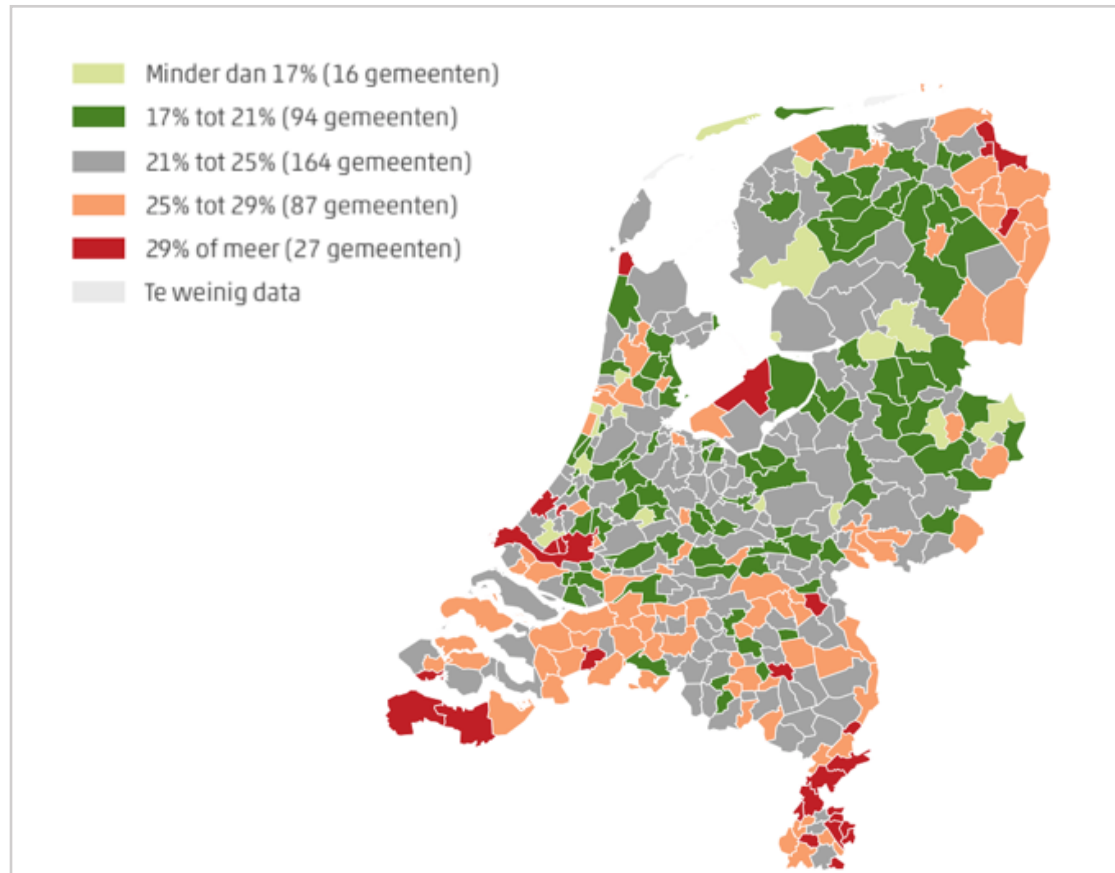 Minder dan 17% (16 gemeenten)
17% tot 21% (94 gemeenten)
21% tot 25% (164 gemeenten)
25% tot 29% (87 gemeenten)
29% of meer (27 gemeenten)
Te weinig data